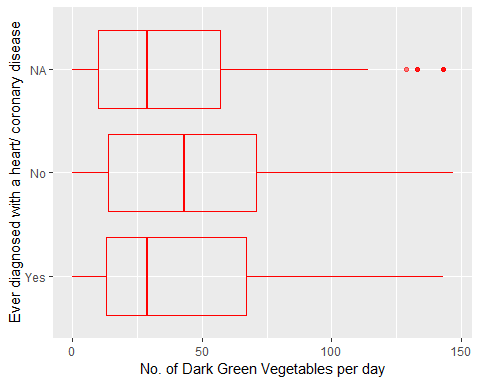 Ever diagnosed with a heart/ coronary disease
NA
No
Yes
0 50 100 150
No. of Dark Green Vegetables per day